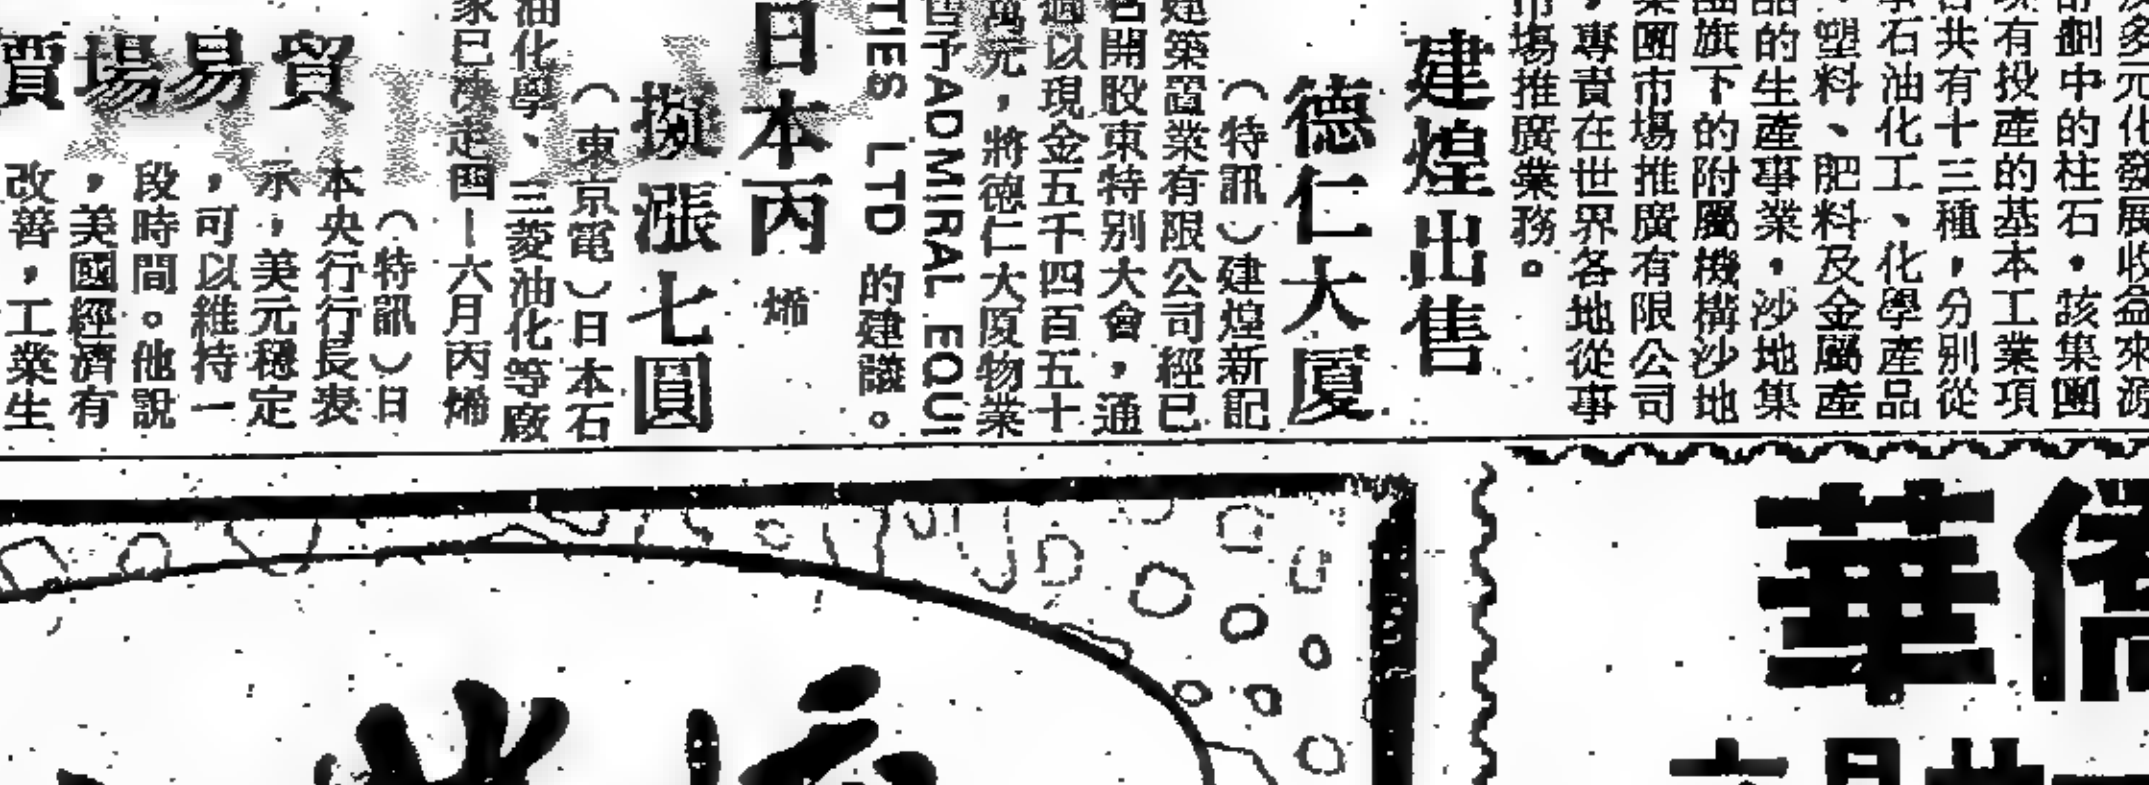 多元化發展收益來源
劃中的柱石。該集團
有投產的基本工業項
共有十三種，分别從
石油化工、化學產品
、塑料、肥料及金屬產
品的生產事業。沙地集
團旗下的附屬機構沙地
集團市場推廣有限公司
，專責在世界各地從事
市場推廣業務。
建煌出售
德仁大厦
（特訊）建煌新記
建築置業有限公司經已
召開股東特别大會，通
過以現金五千四百五十
萬元，將德仁大厦物業
售予ADMIRAL EQUI
TIES LTD 的建議。
日本丙烯
擬漲七圓
（東京電）日本石
油化學、三菱油化等廠
家已決定四—六月丙烯
貿易場價
（特訊）日
本央行行長表
示，美元穩定
，可以維持一
段時間。他說
，美國經濟有
改善，工業生
華僑